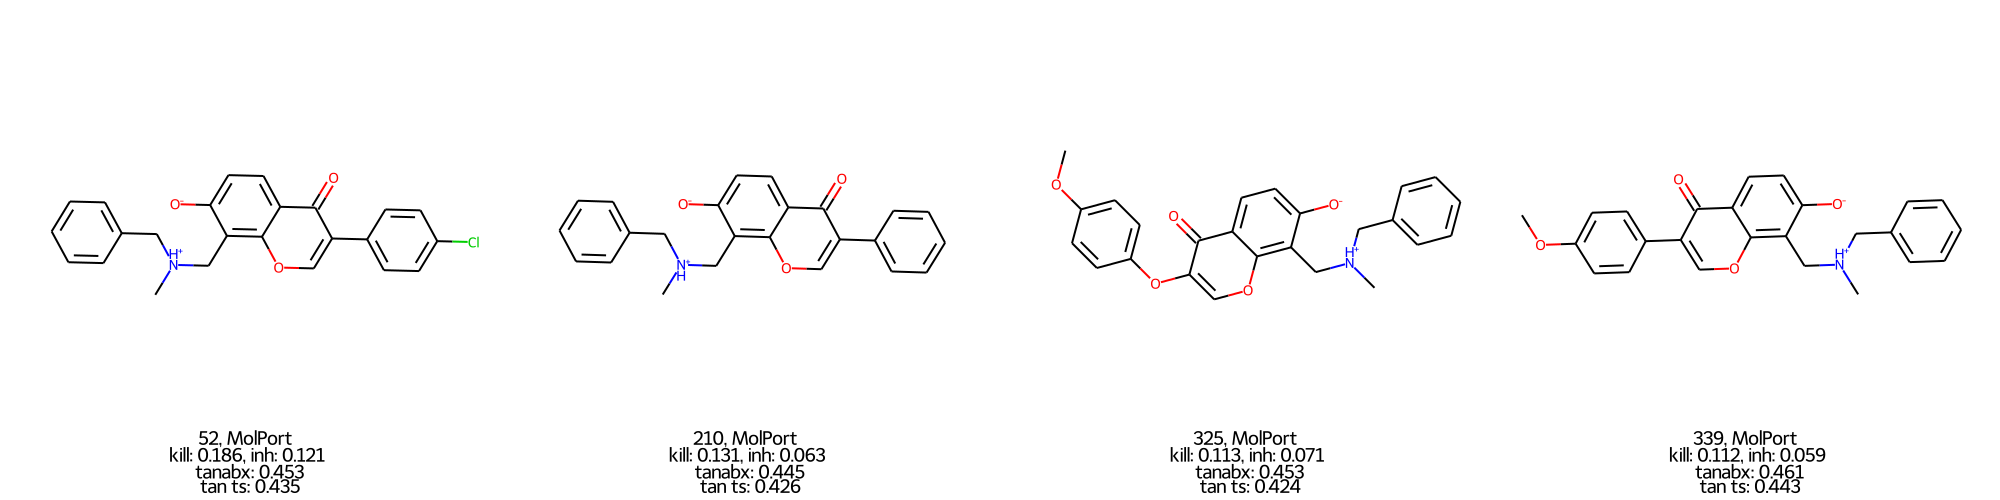 O
O⁻
H⁺
N
O
Cl
52, MolPort
kill: 0.186, inh: 0.121
tanabx: 0.453
tan ts: 0.435
O
O⁻
N⁺
H
O
210, MolPort
kill: 0.131, inh: 0.063
tanabx: 0.445
tan ts: 0.426
O
O
O⁻
H⁺
N
O
O
325, MolPort
kill: 0.113, inh: 0.071
tanabx: 0.453
tan ts: 0.424
O
O⁻
O
H⁺
N
O
339, MolPort
kill: 0.112, inh: 0.059
tanabx: 0.461
tan ts: 0.443